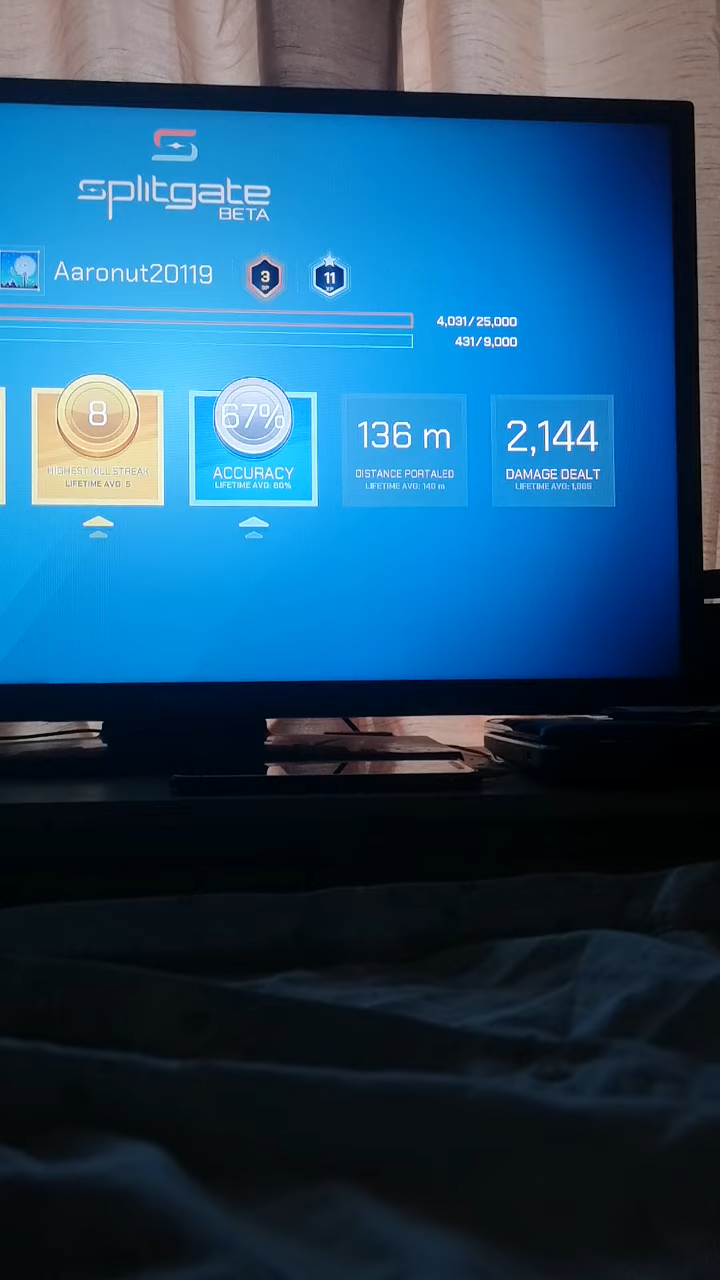 splitgate
BETA
Aaronut20119
3
BP
11
XP
4,031/25,000
431/9,000
8
HIGHEST KILL STREAK
LIFETIME AVG: 5
67%
ACCURACY
LIFETIME AVG: 60%
136 m
DISTANCE PORTALED
LIFETIME AVG: 140 m
2,144
DAMAGE DEALT